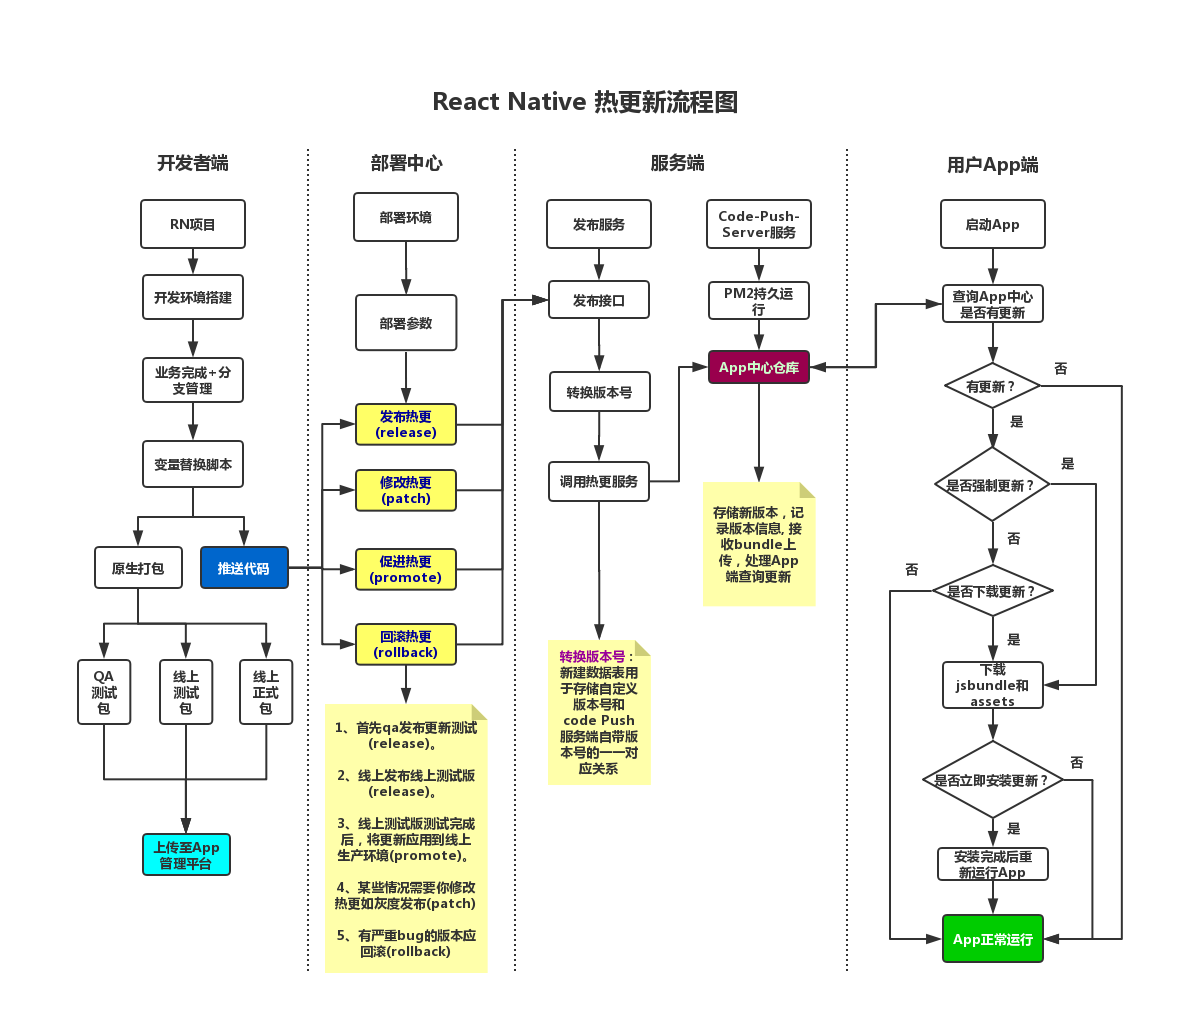 React Native 热更新流程图
开发者端
RN项目
开发环境搭建
业务完成+分
支管理
变量替换脚本
原生打包
推送代码
QA
测试
包
线上
测试
包
线上
正式
包
上传至App
管理平台
部署中心
部署环境
部署参数
发布热更
(release)
修改热更
(patch)
促进热更
(promote)
回滚热更
(rollback)
1、首先qa发布更新测试
(release)。
2、线上发布线上测试版
(release)。
3、线上测试版测试完成
后，将更新应用到线上
生产环境(promote)。
4、某些情况需要你修改
热更如灰度发布(patch)
5、有严重bug的版本应
回滚(rollback)
服务端
发布服务
发布接口
转换版本号
调用热更服务
转换版本号：
新建数据表用
于存储自定义
版本号和
code Push
服务端自带版
本号的一一对
应关系
Code-Push-
Server服务
PM2持久运
行
App中心仓库
存储新版本，记
录版本信息, 接
收bundle上
传，处理App
端查询更新
用户App端
启动App
查询App中心
是否有更新
有更新？
否
是
是否强制更新？
是
否
是否下载更新？
否
是
下载
jsbundle和
assets
是否立即安装更新？
否
是
安装完成后重
新运行App
App正常运行